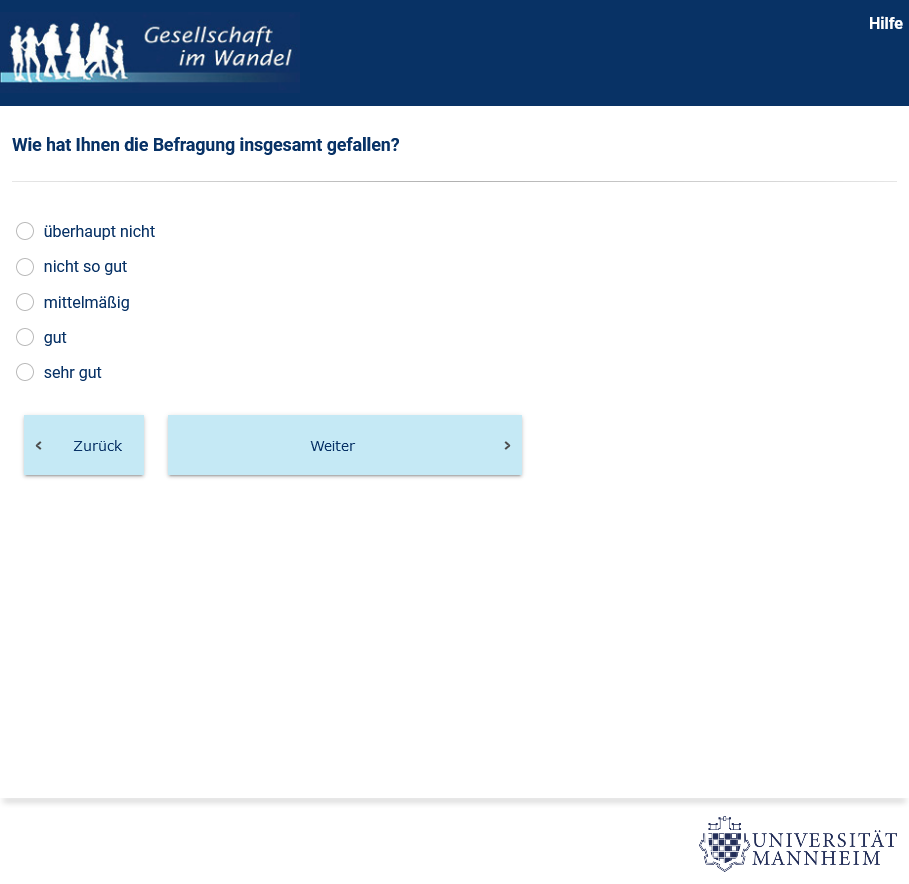 Gesellschaft
im Wandel
Hilfe
Wie hat Ihnen die Befragung insgesamt gefallen?
überhaupt nicht
nicht so gut
mittelmäßig
gut
sehr gut
Zurück
Weiter
UNIVERSITÄT
MANNHEIM